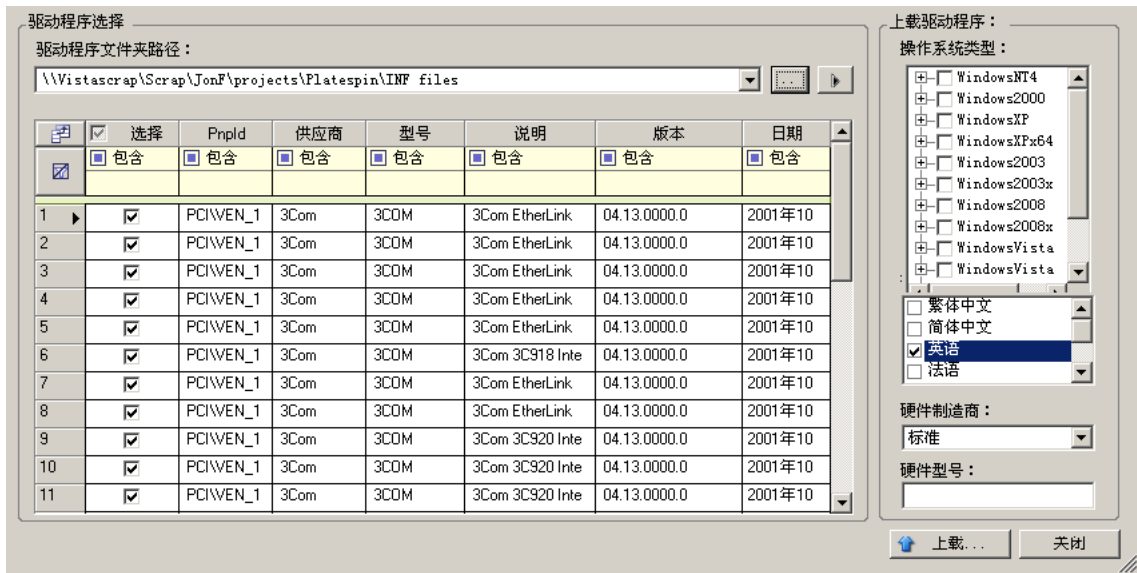 驱动程序选择
驱动程序文件夹路径：
\\Vistascrap\Scrap\JonF\projects\Platespin\INF files
..
选择 PnpId 供应商 型号 说明 版本 日期
包含 包含 包含 包含 包含 包含 包含
1 PCI\VEN_1 3Com 3COM 3Com EtherLink 04.13.0000.0 2001年10
2 PCI\VEN_1 3Com 3COM 3Com EtherLink 04.13.0000.0 2001年10
3 PCI\VEN_1 3Com 3COM 3Com EtherLink 04.13.0000.0 2001年10
4 PCI\VEN_1 3Com 3COM 3Com EtherLink 04.13.0000.0 2001年10
5 PCI\VEN_1 3Com 3COM 3Com EtherLink 04.13.0000.0 2001年10
6 PCI\VEN_1 3Com 3COM 3Com 3C918 Inte 04.13.0000.0 2001年10
7 PCI\VEN_1 3Com 3COM 3Com EtherLink 04.13.0000.0 2001年10
8 PCI\VEN_1 3Com 3COM 3Com EtherLink 04.13.0000.0 2001年10
9 PCI\VEN_1 3Com 3COM 3Com 3C920 Inte 04.13.0000.0 2001年10
10 PCI\VEN_1 3Com 3COM 3Com 3C920 Inte 04.13.0000.0 2001年10
11 PCI\VEN_1 3Com 3COM 3Com 3C920 Inte 04.13.0000.0 2001年10
上载驱动程序：
操作系统类型：
WindowsNT4
Windows2000
WindowsXP
WindowsXPx64
Windows2003
Windows2003x
Windows2008
Windows2008x
WindowsVista
WindowsVista
繁体中文
简体中文
英语
法语
硬件制造商：
标准
硬件型号：
上载...
关闭